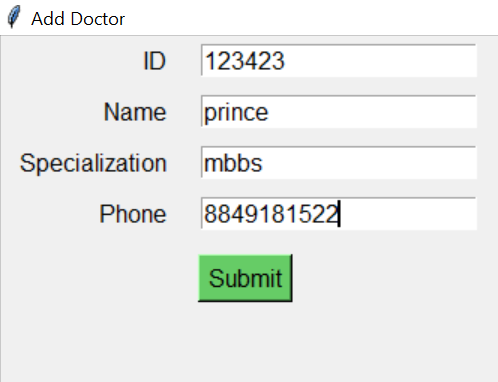 Add Doctor
ID 123423
Name prince
Specialization mbbs
Phone 8849181522
Submit